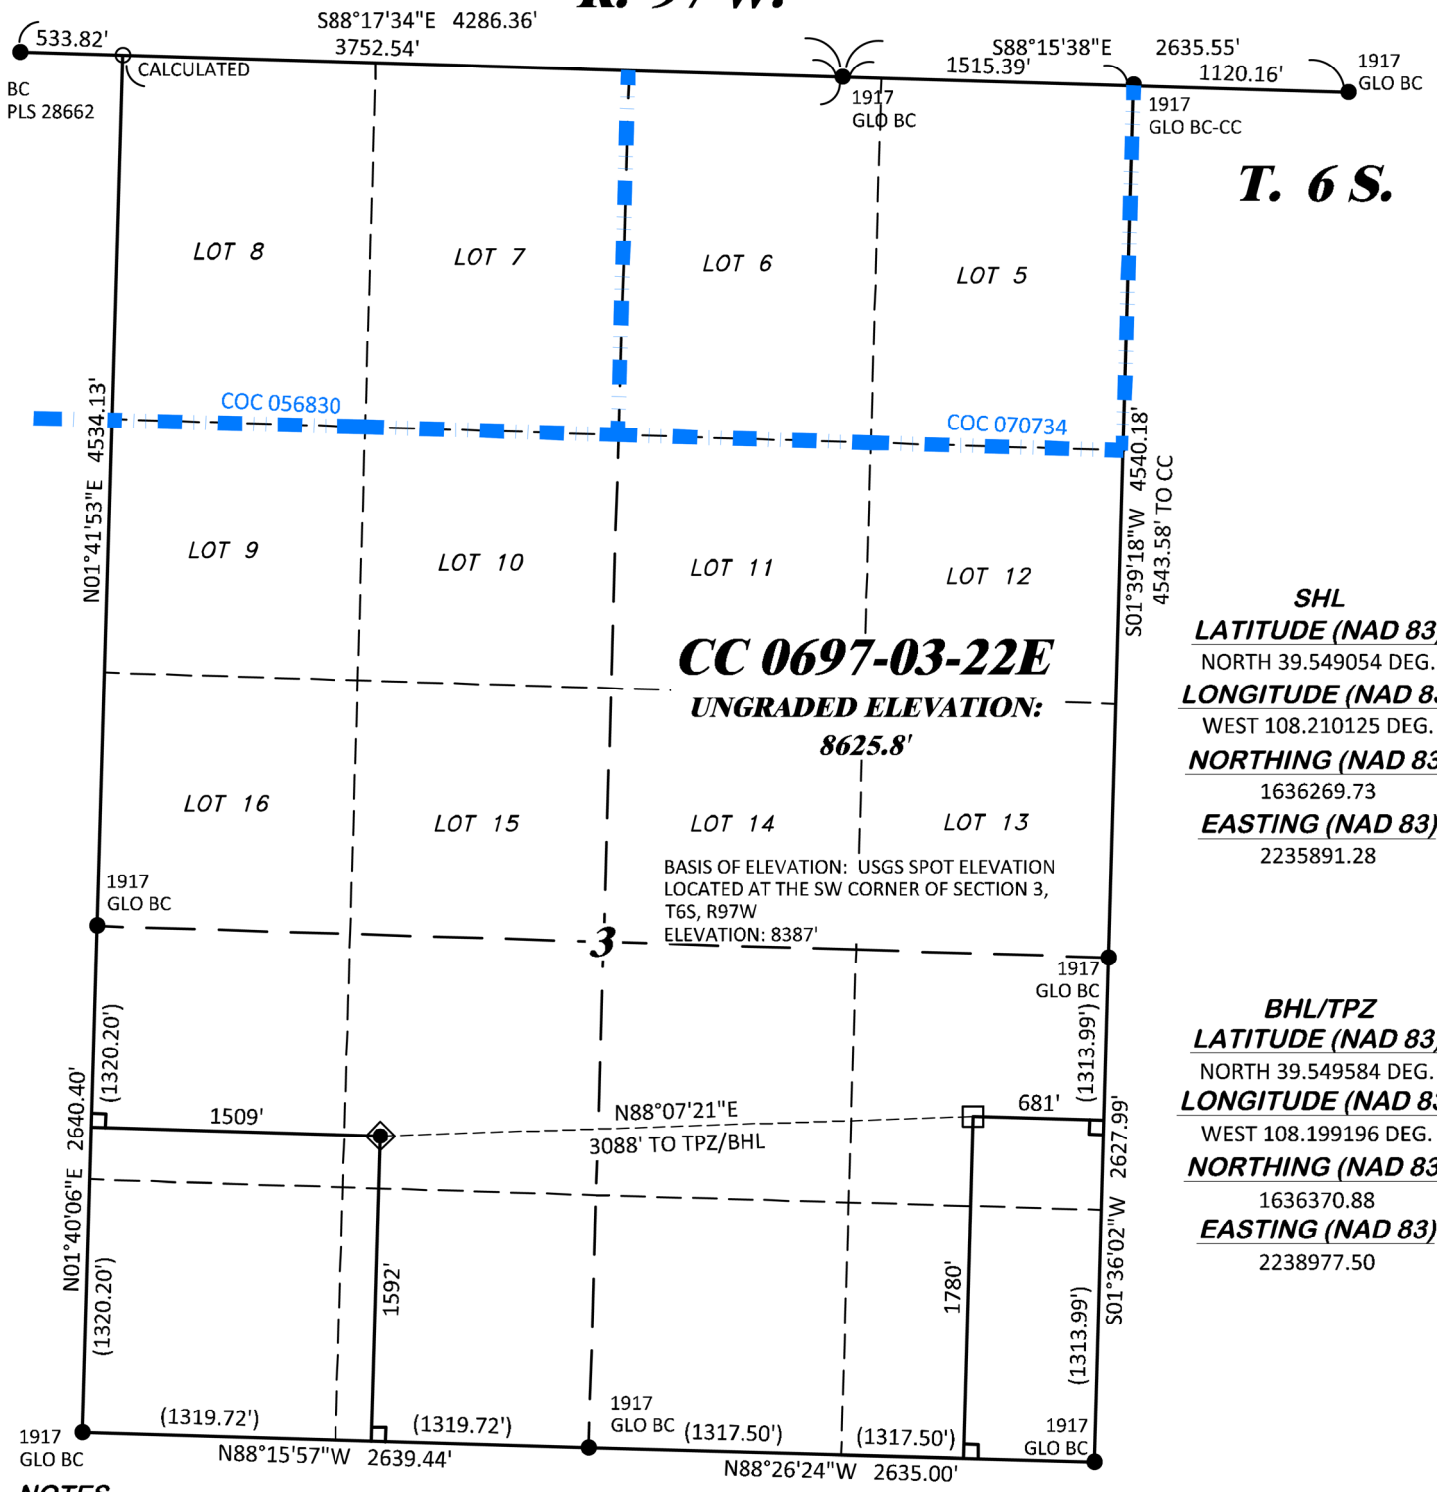 R. 97 W.
S88°17'34"E 4286.36'
533.82'
3752.54'
S88°15'38"E 2635.55'
1515.39'
1120.16'
CALCULATED
BC
PLS 28662
1917
GLO BC
1917
GLO BC-CC
1917
GLO BC
T. 6 S.
LOT 8
LOT 7
LOT 6
LOT 5
COC 056830
COC 070734
N01°41'53"E 4534.13'
S01°39'18"W 4540.18'
4543.58' TO CC
LOT 9
LOT 10
LOT 11
LOT 12
CC 0697-03-22E
UNGRADED ELEVATION:
8625.8'
SHL
LATITUDE (NAD 83)
NORTH 39.549054 DEG.
LONGITUDE (NAD 83
WEST 108.210125 DEG.
NORTHING (NAD 83
1636269.73
EASTING (NAD 83)
2235891.28
LOT 16
LOT 15
LOT 14
LOT 13
BASIS OF ELEVATION: USGS SPOT ELEVATION
LOCATED AT THE SW CORNER OF SECTION 3,
T6S, R97W
ELEVATION: 8387'
1917
GLO BC
3
1917
GLO BC
(1320.20')
(1313.99')
BHL/TPZ
LATITUDE (NAD 83)
NORTH 39.549584 DEG.
LONGITUDE (NAD 83
WEST 108.199196 DEG.
NORTHING (NAD 83
1636370.88
EASTING (NAD 83)
2238977.50
1509'
N88°07'21"E
3088' TO TPZ/BHL
681'
N01°40'06"E 2640.40'
S01°36'02"W 2627.99'
(1320.20')
1592'
1780'
(1313.99')
1917
GLO BC
(1319.72')
(1319.72')
1917
GLO BC
(1317.50')
(1317.50')
1917
GLO BC
N88°15'57"W 2639.44'
N88°26'24"W 2635.00'
NOTES